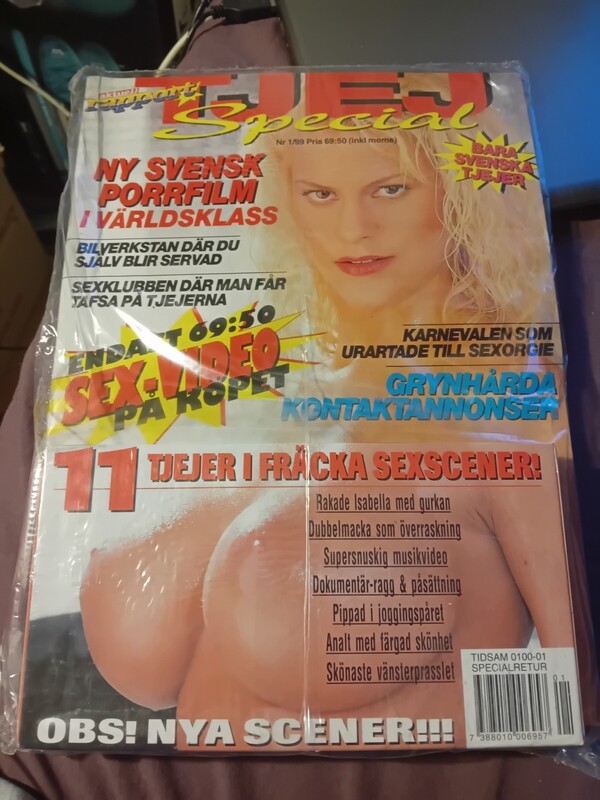 aktuell
rapport
TJEJ
Special
Nr 1/99 Pris 69:50 (inkl moms)
BARA
SVENSKA
TJEJER
NY SVENSK
PORRFILM
I VÄRLDSKLASS
BILVERKSTAN DÄR DU
SJÄLV BLIR SERVAD
SEXKLUBBEN DÄR MAN FÅR
TAFSA PÅ TJEJERNA
ENDAST 69:50
SEX-VIDEO
PÅ KÖPET
KARNEVALEN SOM
URARTADE TILL SEXORGIE
GRYNHÅRDA
KONTAKTANNONSER
11 TJEJER I FRÄCKA SEXSCENER!
Rakade Isabella med gurkan
Dubbelmacka som överraskning
Supersnuskig musikvideo
Dokumentär-ragg & påsättning
Pippad i joggingspåret
Analt med färgad skönhet
Skönaste vänsterprasslet
TIDSAM 0100-01
SPECIALRETUR
01
7 388010 006957
OBS! NYA SCENER!!!